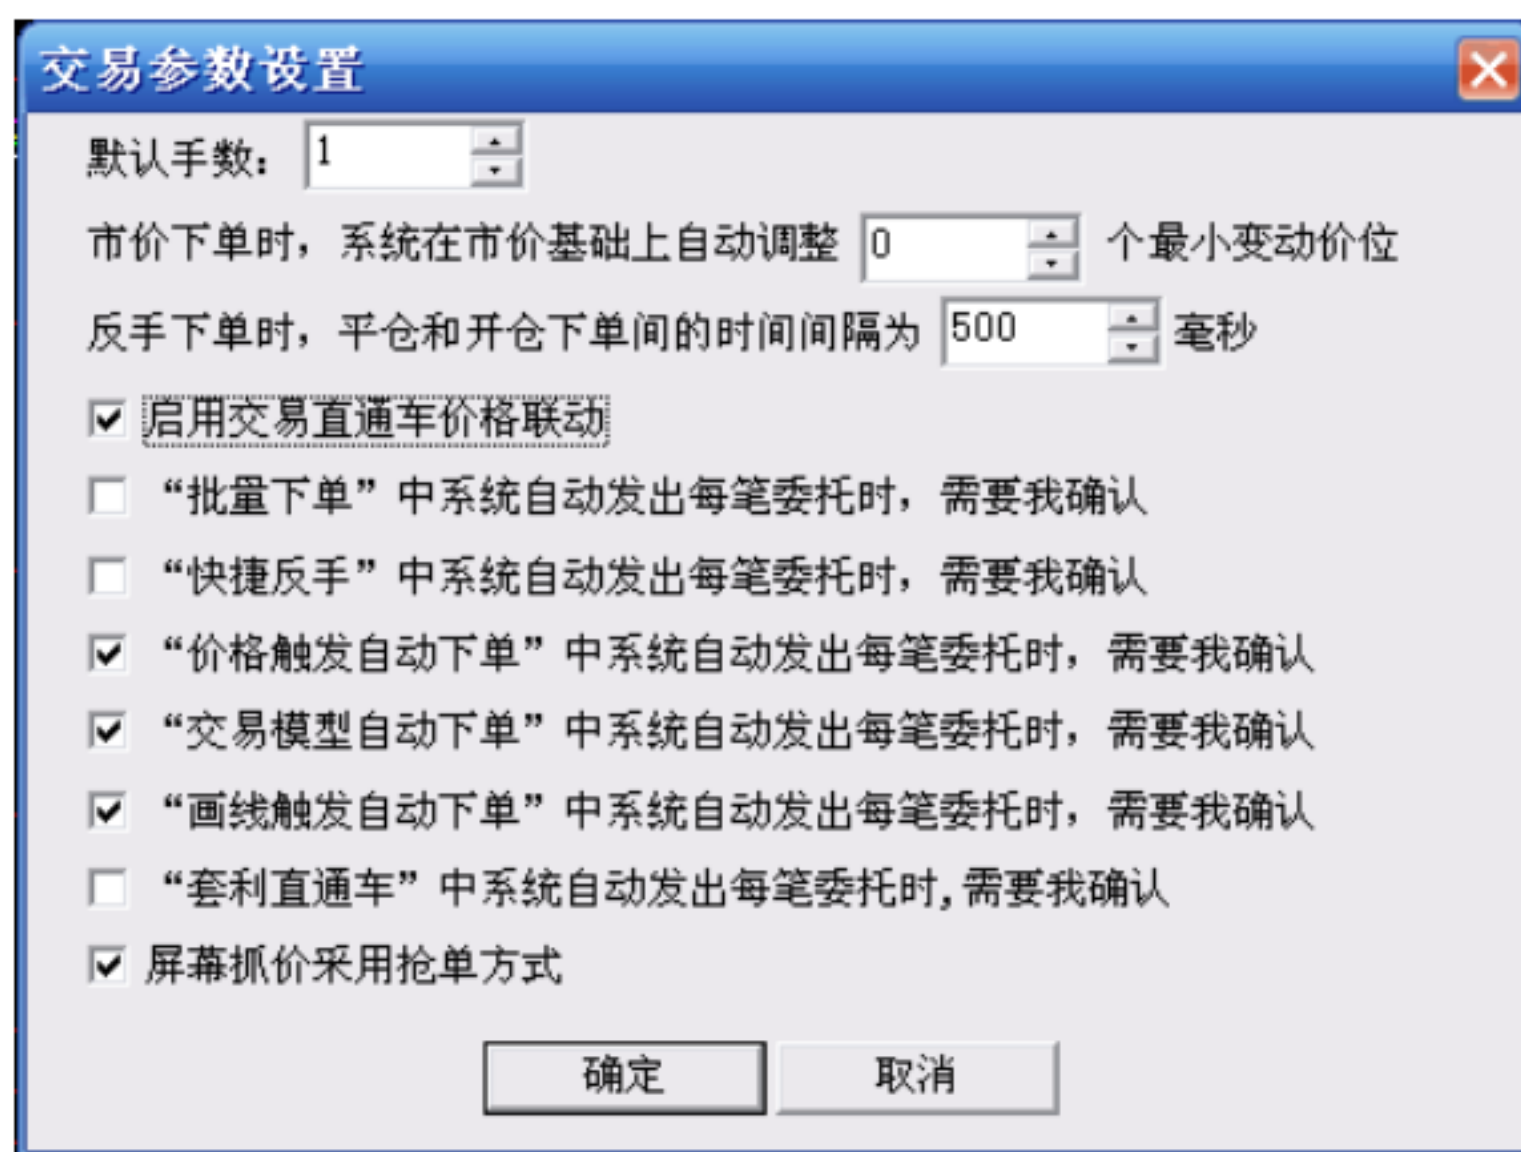 交易参数设置
默认手数： 1
市价下单时，系统在市价基础上自动调整 0 个最小变动价位
反手下单时，平仓和开仓下单间的时间间隔为 500 毫秒
启用交易直通车价格联动
“批量下单”中系统自动发出每笔委托时，需要我确认
“快捷反手”中系统自动发出每笔委托时，需要我确认
“价格触发自动下单”中系统自动发出每笔委托时，需要我确认
“交易模型自动下单”中系统自动发出每笔委托时，需要我确认
“画线触发自动下单”中系统自动发出每笔委托时，需要我确认
“套利直通车”中系统自动发出每笔委托时,需要我确认
屏幕抓价采用抢单方式
确定 取消